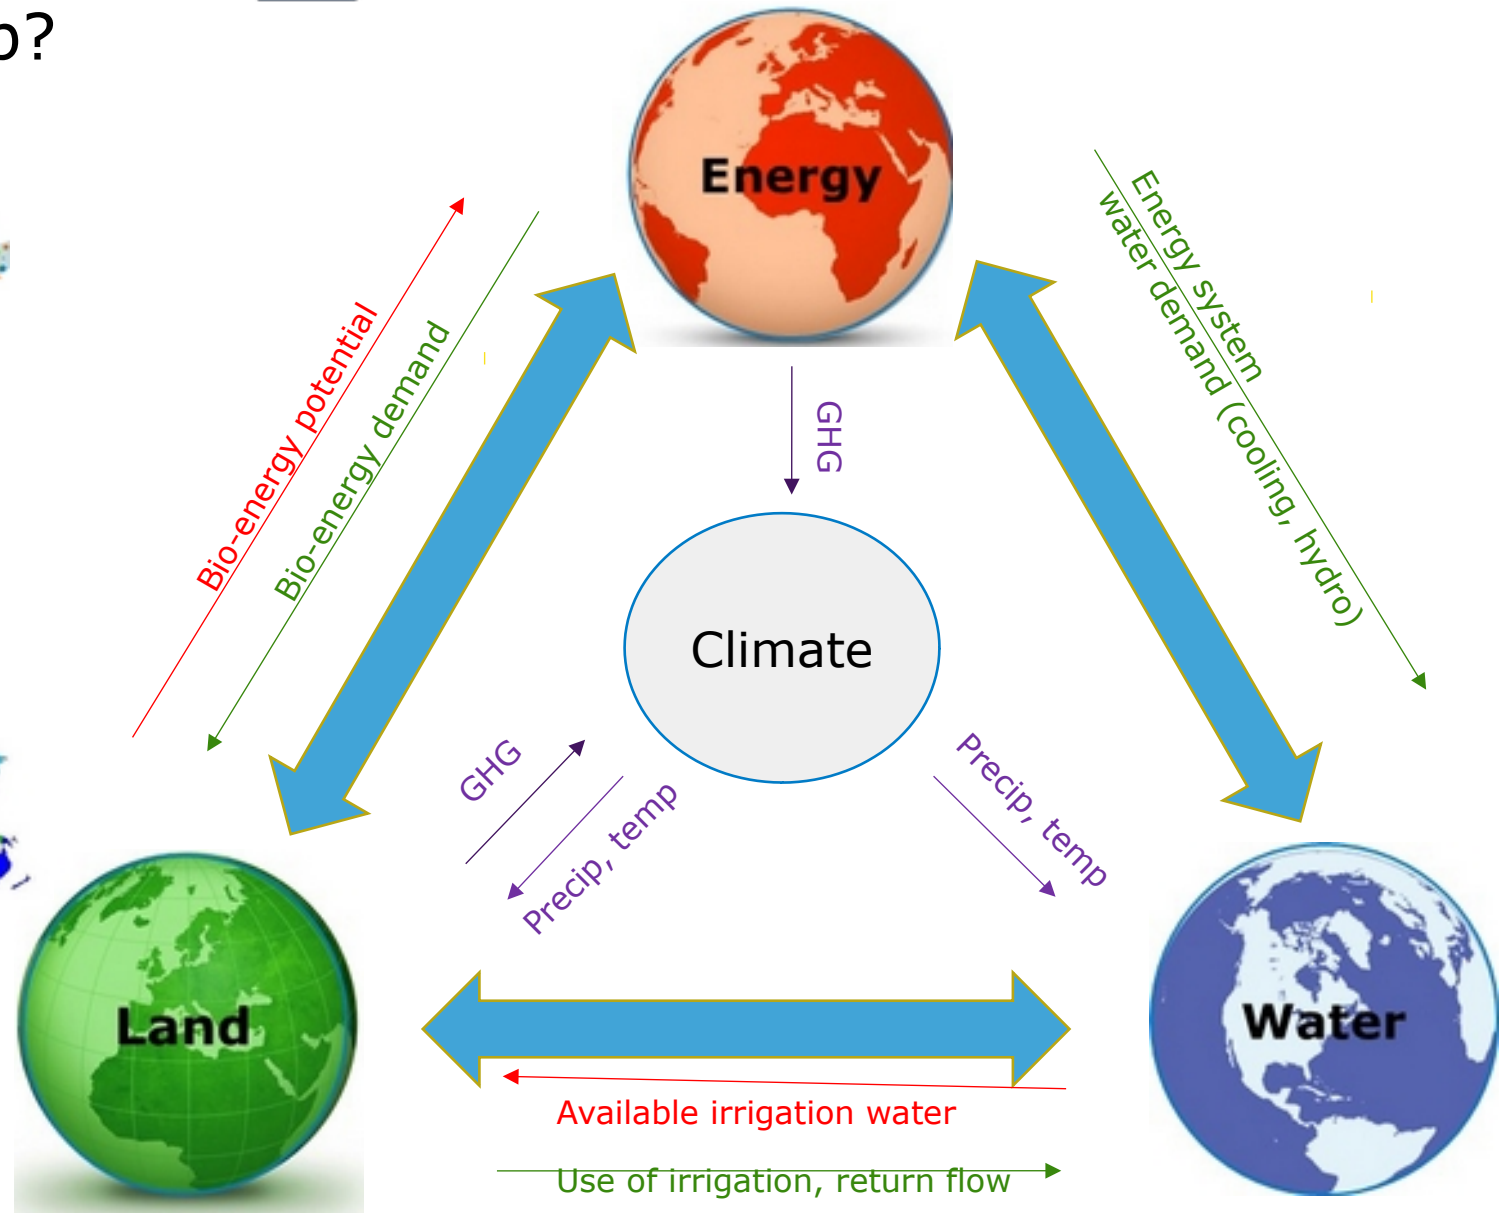 ?
Energy
Energy system
water demand (cooling, hydro)
Bio-energy potential
Bio-energy demand
GHG
Climate
GHG
Precip, temp
Precip, temp
Land
Water
Available irrigation water
Use of irrigation, return flow